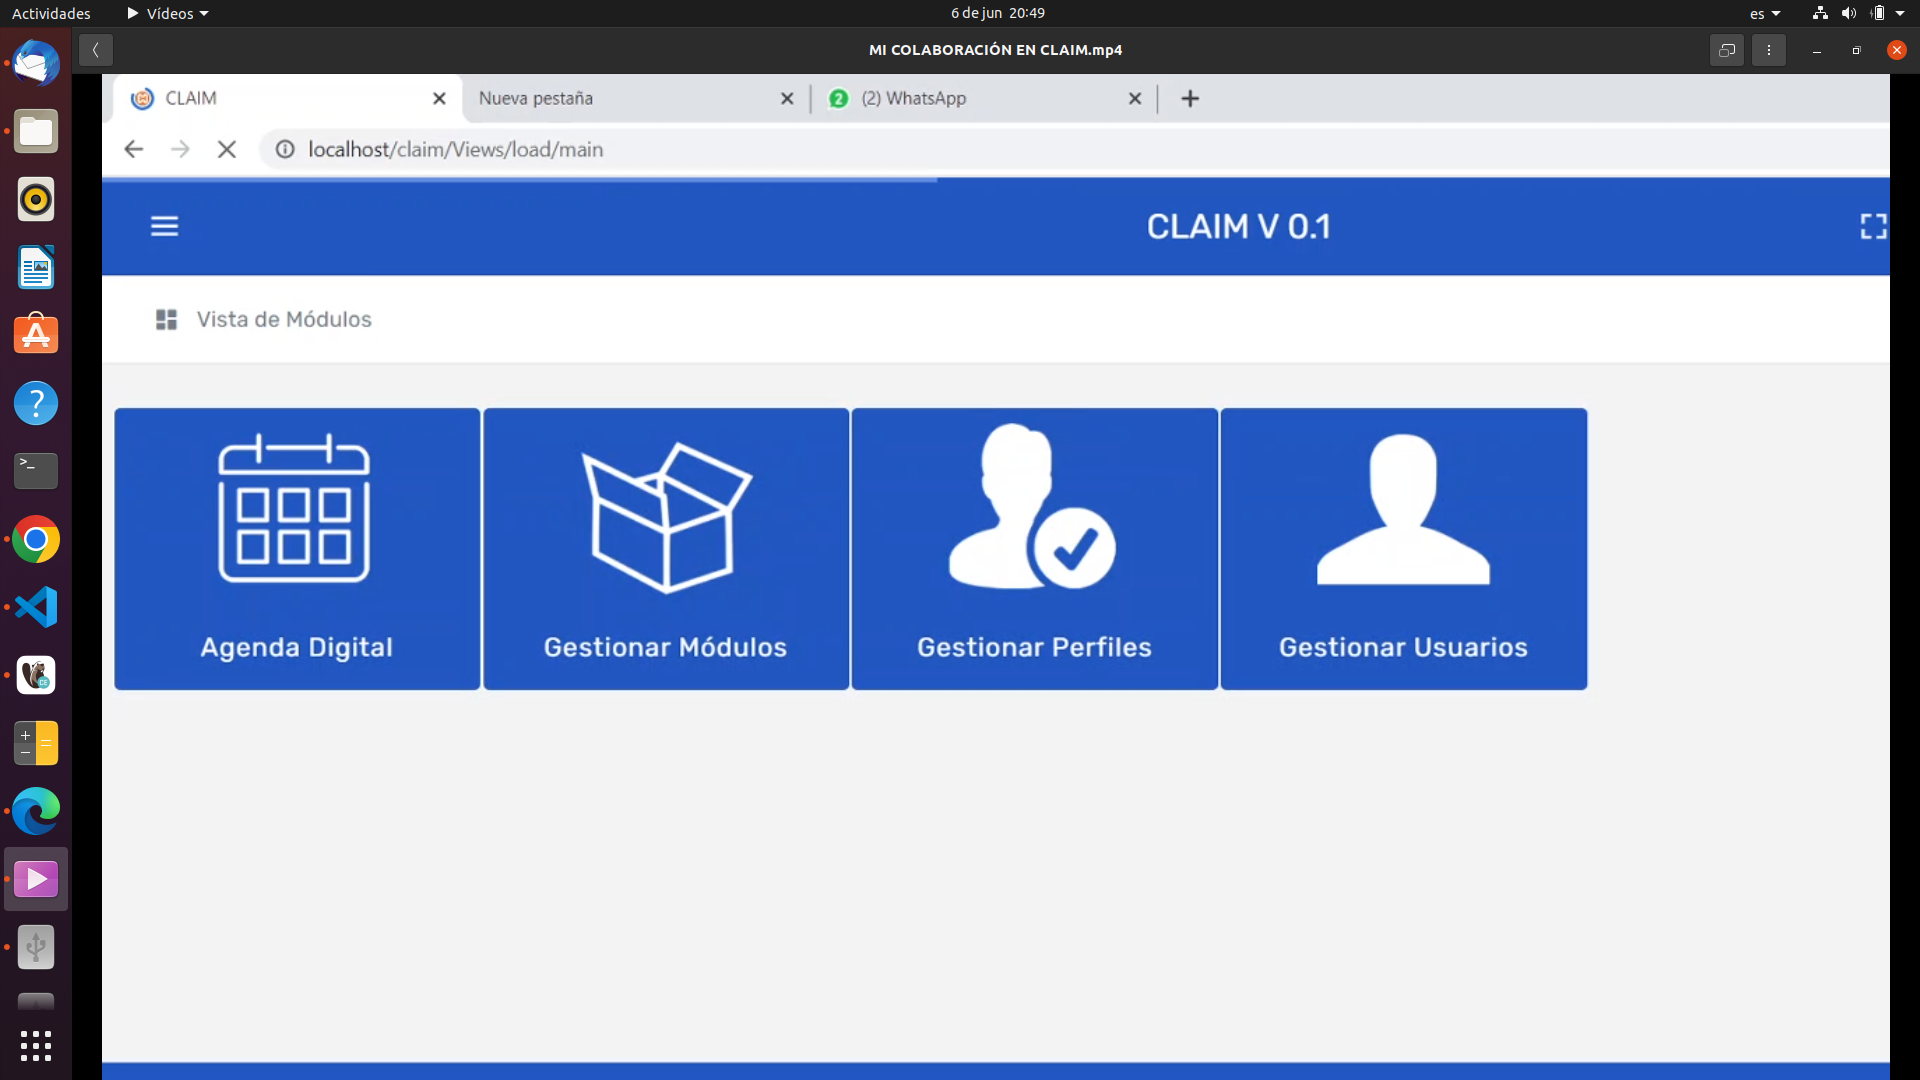 Actividades
Vídeos
6 de jun 20:49
es
MI COLABORACIÓN EN CLAIM.mp4
CLAIM
Nueva pestaña
2
(2) WhatsApp
localhost/claim/Views/load/main
CLAIM V 0.1
Vista de Módulos
Agenda Digital
Gestionar Módulos
Gestionar Perfiles
Gestionar Usuarios